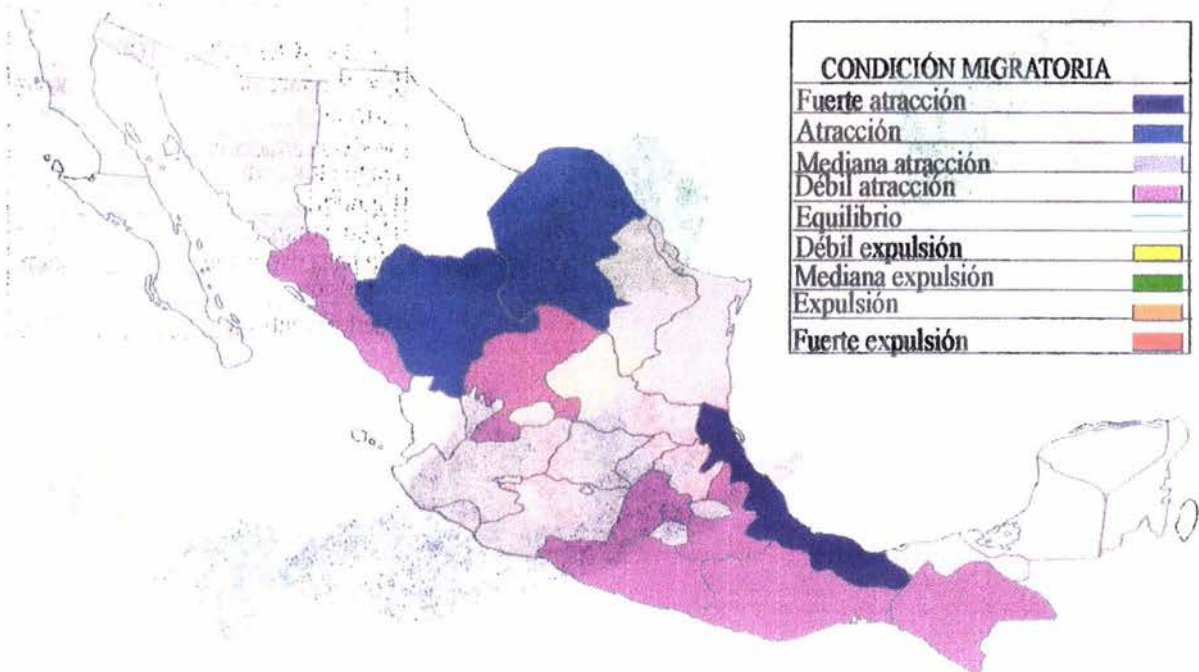 CONDICIÓN MIGRATORIA
Fuerte atracción
Atracción
Mediana atracción
Débil atracción
Equilibrio
Débil expulsión
Mediana expulsión
Expulsión
Fuerte expulsión